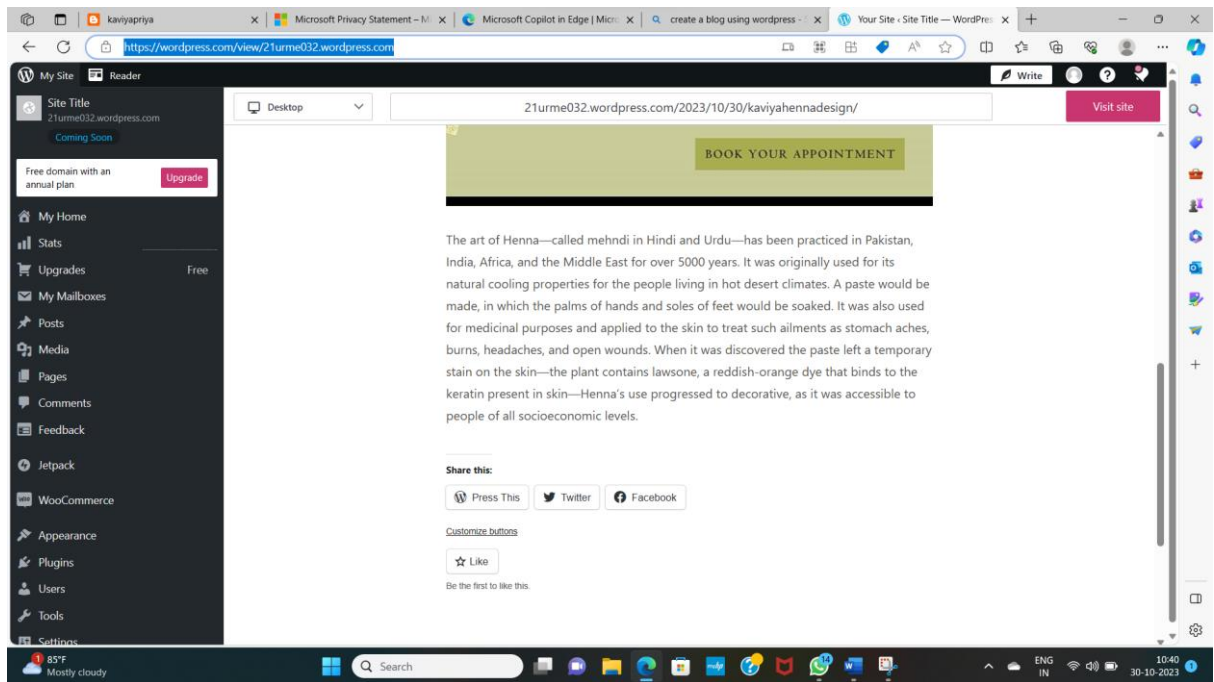 kaviyapriya
Microsoft Privacy Statement – Mi
Microsoft Copilot in Edge | Micro
create a blog using wordpress -
Your Site ‹ Site Title — WordPres
https://wordpress.com/view/21urme032.wordpress.com
My Site
Reader
Write
Site Title
21urme032.wordpress.com
Coming Soon
Desktop
21urme032.wordpress.com/2023/10/30/kaviyahennadesign/
Visit site
Free domain with an
annual plan
Upgrade
My Home
Stats
Upgrades
Free
My Mailboxes
Posts
Media
Pages
Comments
Feedback
Jetpack
WooCommerce
Appearance
Plugins
Users
Tools
Settings
BOOK YOUR APPOINTMENT
The art of Henna—called mehndi in Hindi and Urdu—has been practiced in Pakistan,
India, Africa, and the Middle East for over 5000 years. It was originally used for its
natural cooling properties for the people living in hot desert climates. A paste would be
made, in which the palms of hands and soles of feet would be soaked. It was also used
for medicinal purposes and applied to the skin to treat such ailments as stomach aches,
burns, headaches, and open wounds. When it was discovered the paste left a temporary
stain on the skin—the plant contains lawsone, a reddish-orange dye that binds to the
keratin present in skin—Henna's use progressed to decorative, as it was accessible to
people of all socioeconomic levels.
Share this:
Press This
Twitter
Facebook
Customize buttons
Like
Be the first to like this.
1
85°F
Mostly cloudy
Search
ENG
IN
10:40
30-10-2023
1